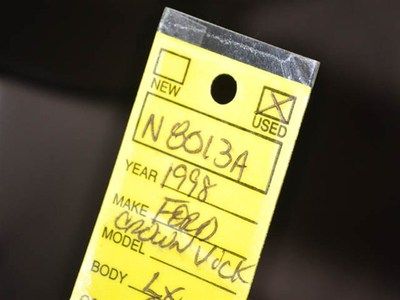 NEW USED
N8013A
YEAR 1998
MAKE FORD
MODEL CROWN VICK
BODY LX